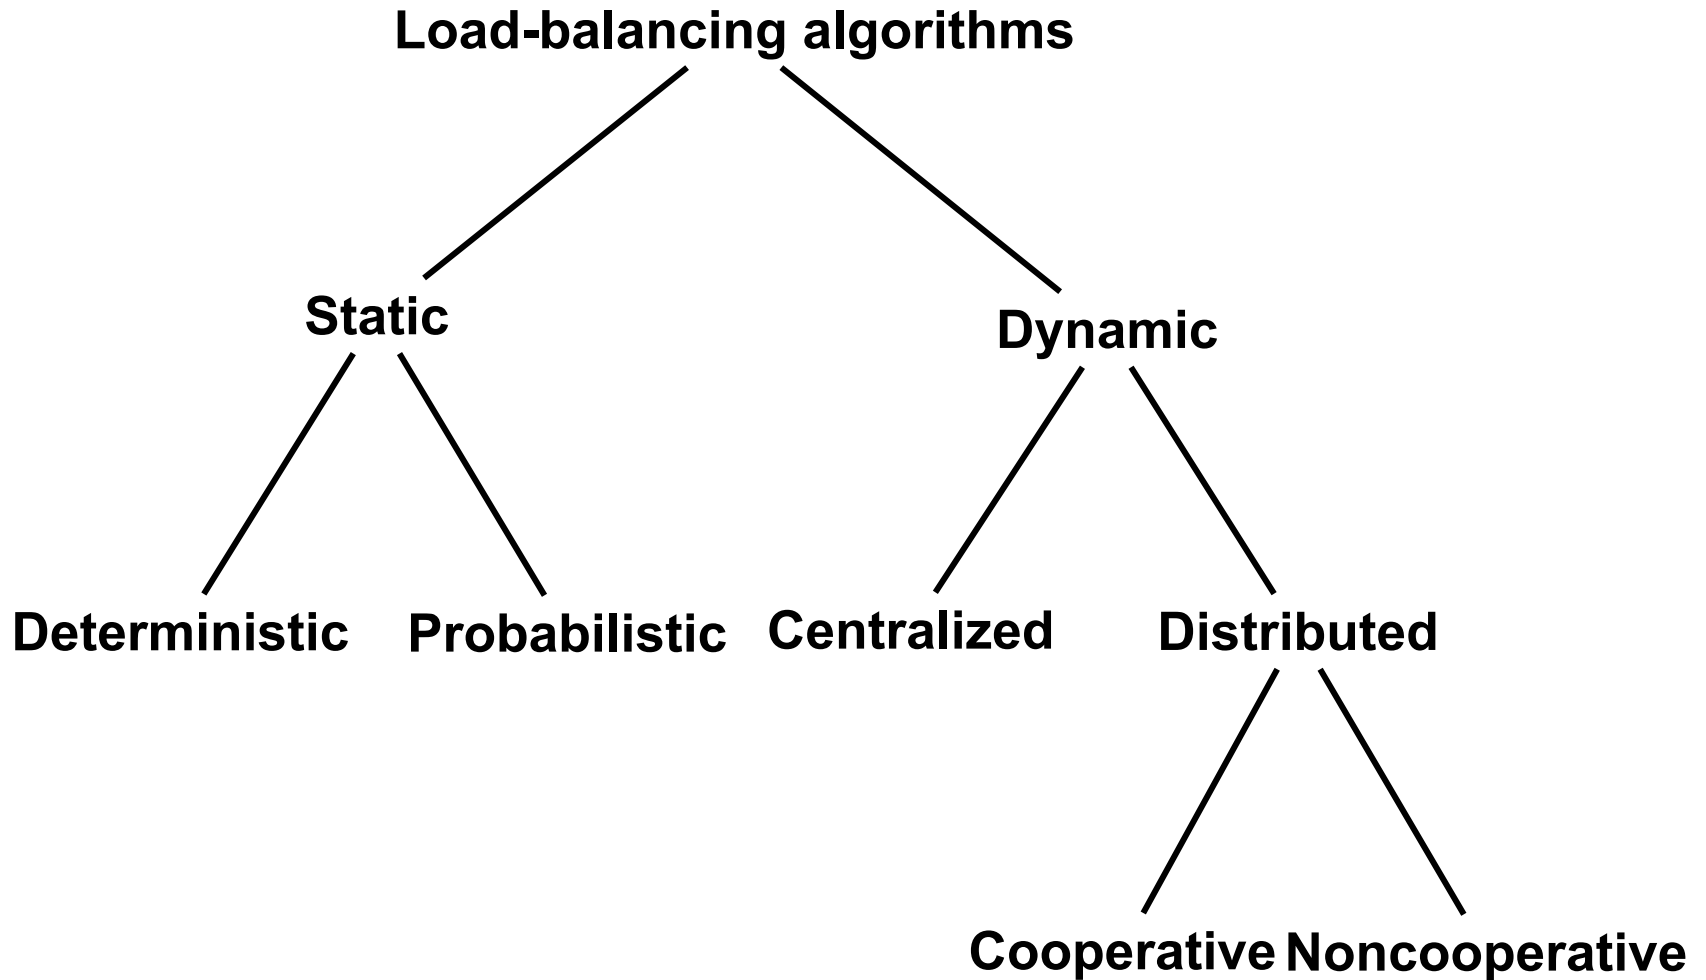 Load-balancing algorithms
Static
Dynamic
Deterministic
Probabilistic
Centralized
Distributed
Cooperative
Noncooperative